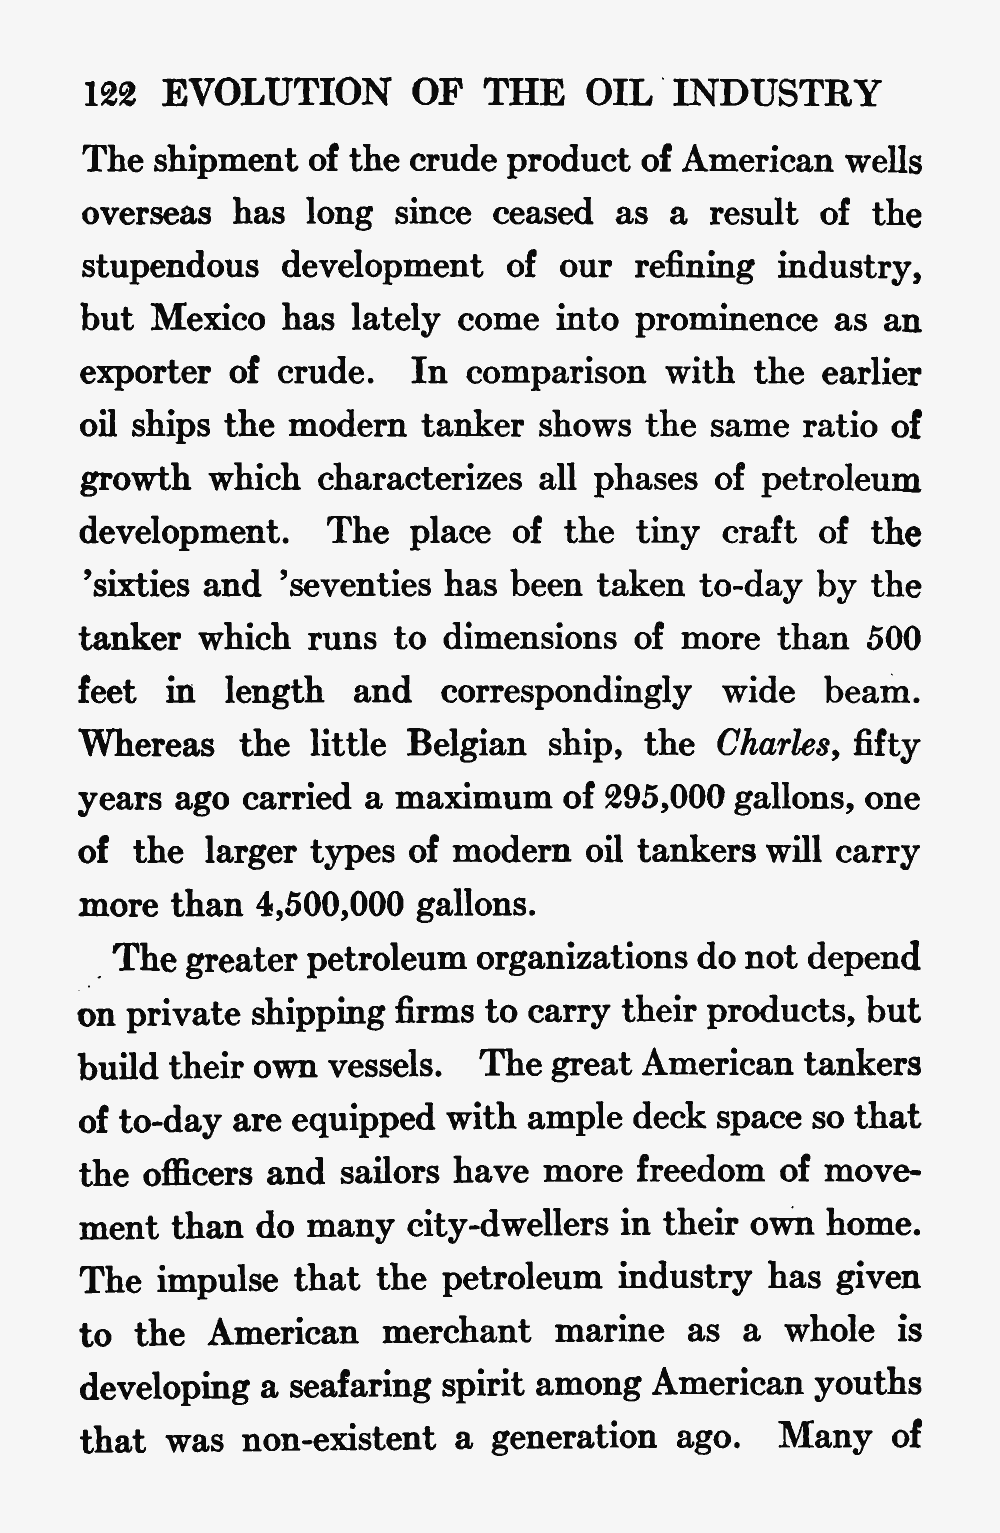 122 EVOLUTION OF THE OIL INDUSTRY
The shipment of the crude product of American wells
overseas has long since ceased as a result of the
stupendous development of our refining industry,
but Mexico has lately come into prominence as an
exporter of crude. In comparison with the earlier
oil ships the modern tanker shows the same ratio of
growth which characterizes all phases of petroleum
development. The place of the tiny craft of the
’sixties and ’seventies has been taken to-day by the
tanker which runs to dimensions of more than 500
feet in length and correspondingly wide beam.
Whereas the little Belgian ship, the Charles, fifty
years ago carried a maximum of 295,000 gallons, one
of the larger types of modern oil tankers will carry
more than 4,500,000 gallons.
The greater petroleum organizations do not depend
on private shipping firms to carry their products, but
build their own vessels. The great American tankers
of to-day are equipped with ample deck space so that
the officers and sailors have more freedom of move-
ment than do many city-dwellers in their own home.
The impulse that the petroleum industry has given
to the American merchant marine as a whole is
developing a seafaring spirit among American youths
that was non-existent a generation ago. Many of